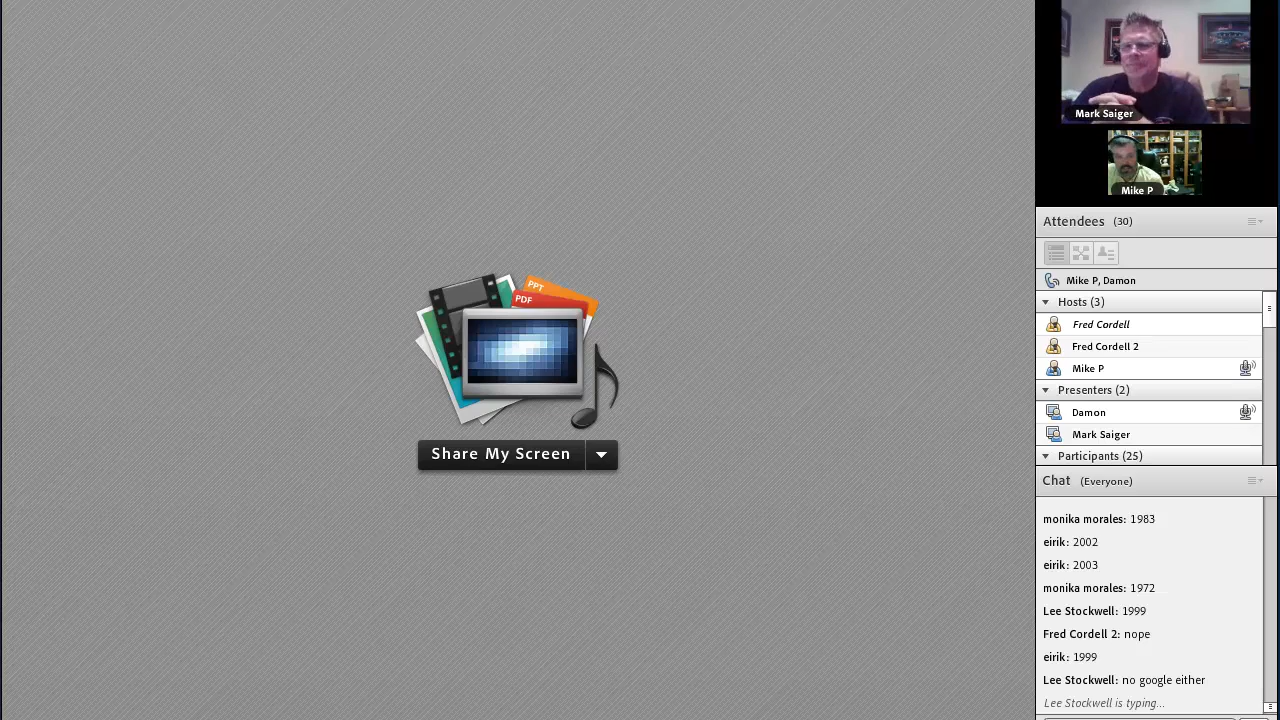 Mark Saiger
Mike P
Attendees (30)
Mike P, Damon
Hosts (3)
Fred Cordell
Fred Cordell 2
Mike P
Presenters (2)
Damon
Mark Saiger
Participants (25)
PPT
PDF
Share My Screen
Chat (Everyone)
monika morales: 1983
eirik: 2002
eirik: 2003
monika morales: 1972
Lee Stockwell: 1999
Fred Cordell 2: nope
eirik: 1999
Lee Stockwell: no google either
Lee Stockwell is typing...